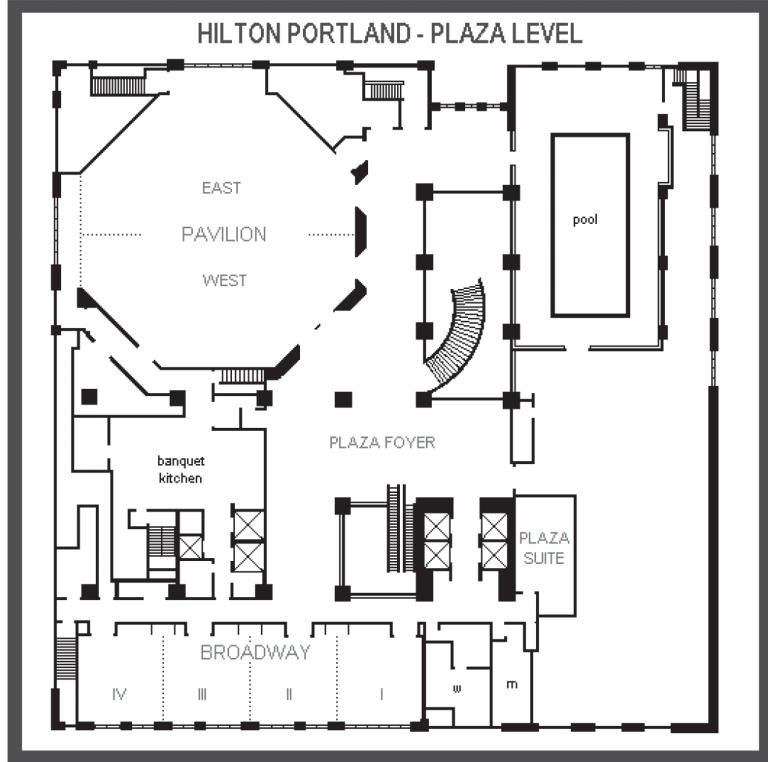 HILTON PORTLAND - PLAZA LEVEL
EAST
PAVILION
WEST
pool
PLAZA FOYER
banquet
kitchen
PLAZA
SUITE
BROADWAY
IV
III
II
I
w
m